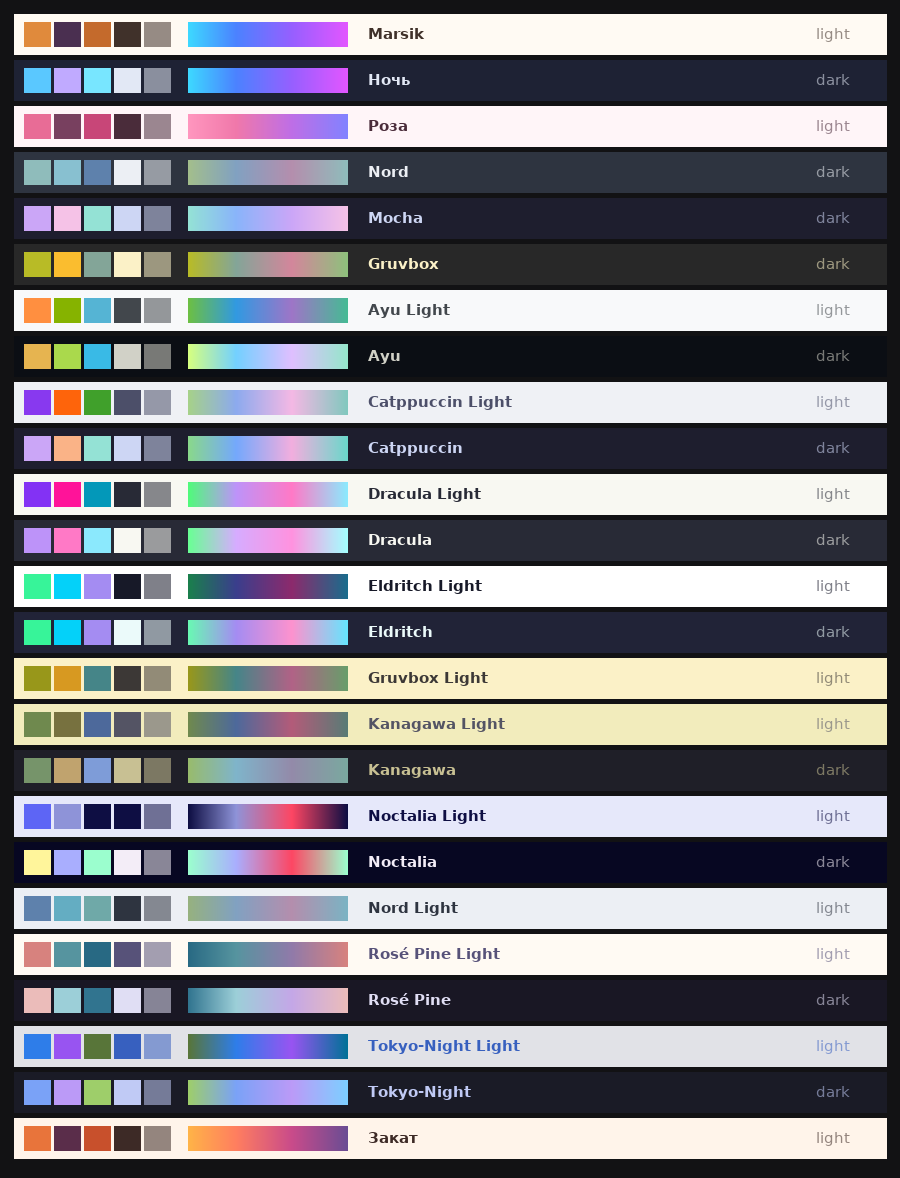 Marsik light
Ночь dark
Роза light
Nord dark
Mocha dark
Gruvbox dark
Ayu Light light
Ayu dark
Catppuccin Light light
Catppuccin dark
Dracula Light light
Dracula dark
Eldritch Light light
Eldritch dark
Gruvbox Light light
Kanagawa Light light
Kanagawa dark
Noctalia Light light
Noctalia dark
Nord Light light
Rosé Pine Light light
Rosé Pine dark
Tokyo-Night Light light
Tokyo-Night dark
Закат light